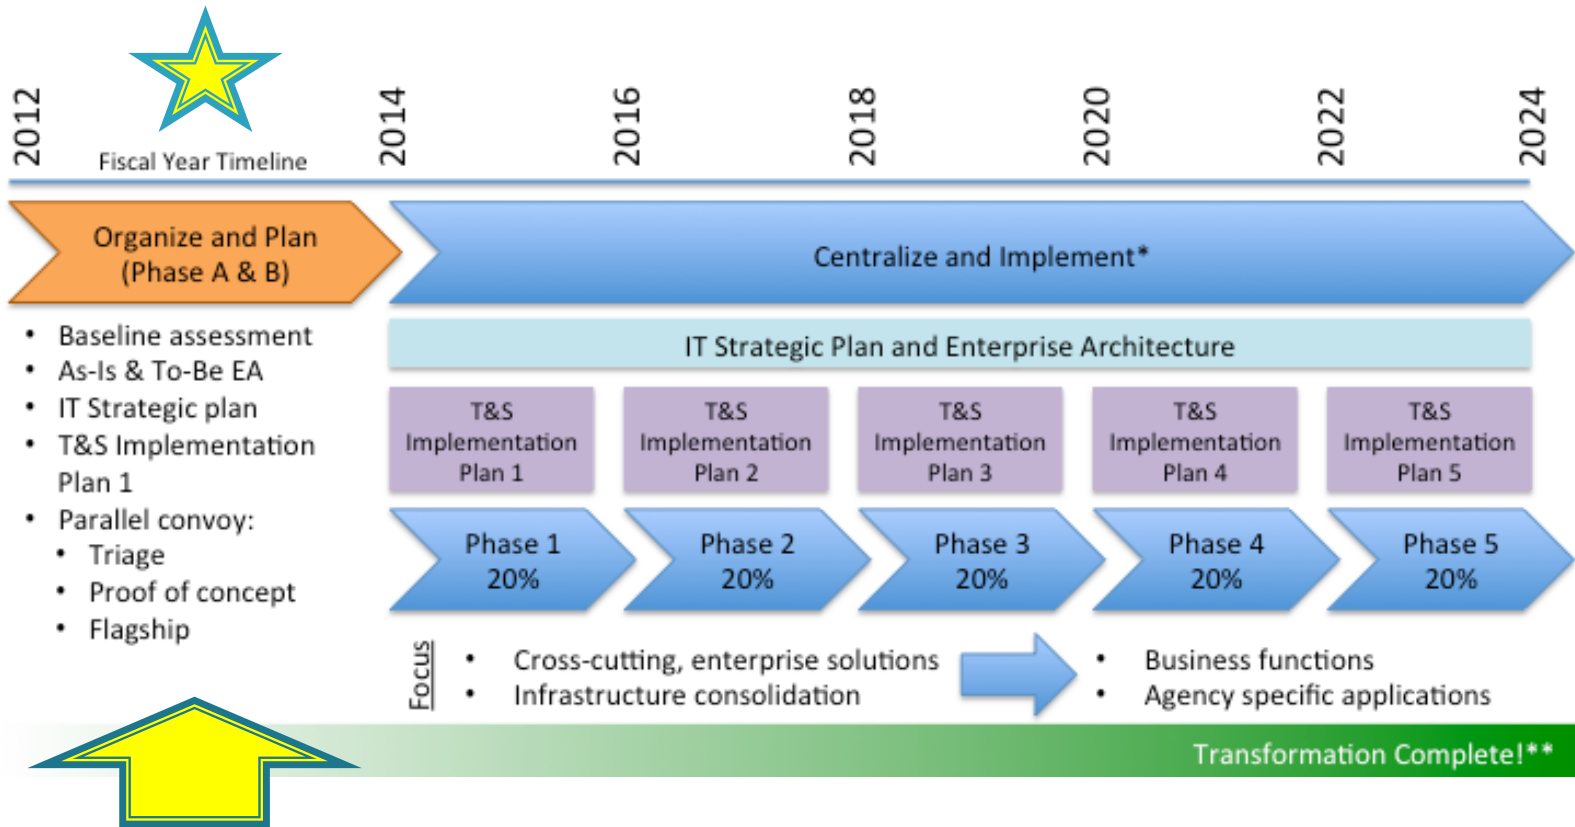 2012
2014
2016
2018
2020
2022
2024
Fiscal Year Timeline
Organize and Plan
(Phase A & B)
Centralize and Implement*
• Baseline assessment
• As-Is & To-Be EA
• IT Strategic plan
• T&S Implementation
Plan 1
• Parallel convoy:
• Triage
• Proof of concept
• Flagship
IT Strategic Plan and Enterprise Architecture
T&S
Implementation
Plan 1
T&S
Implementation
Plan 2
T&S
Implementation
Plan 3
T&S
Implementation
Plan 4
T&S
Implementation
Plan 5
Phase 1
20%
Phase 2
20%
Phase 3
20%
Phase 4
20%
Phase 5
20%
Focus
• Cross-cutting, enterprise solutions
• Infrastructure consolidation
• Business functions
• Agency specific applications
Transformation Complete!**